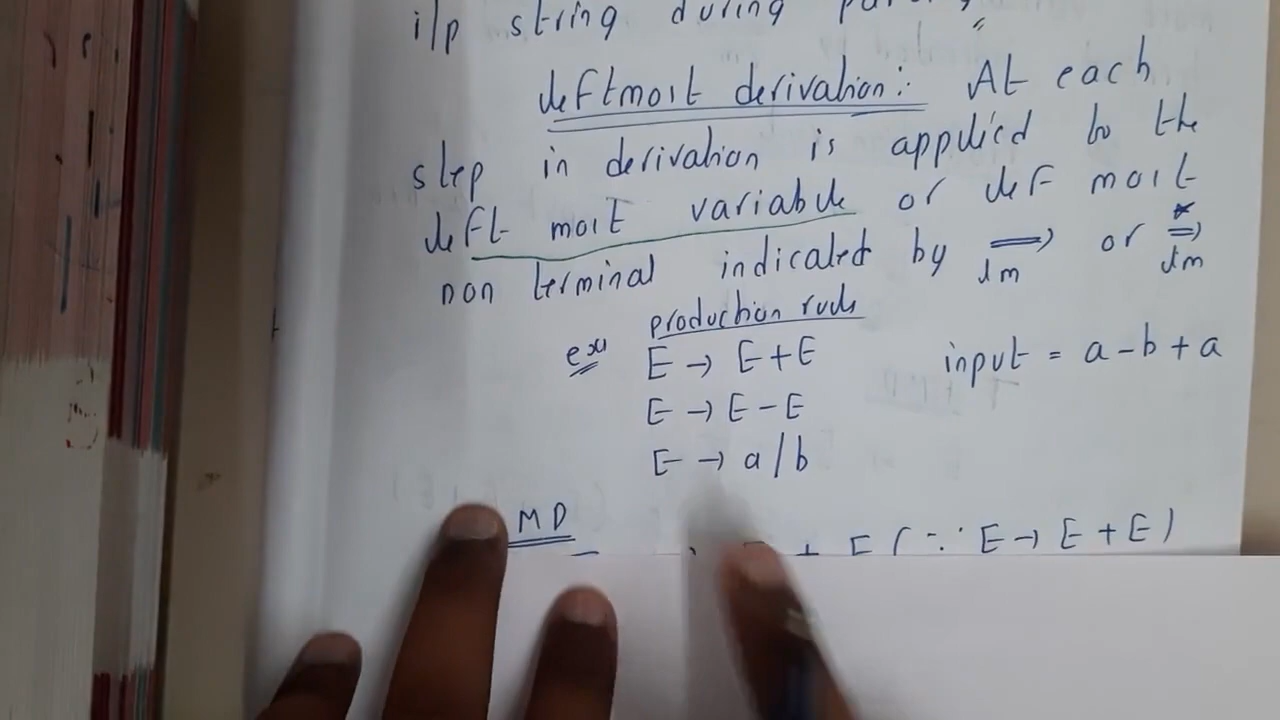 i/p string during
Leftmost derivation: At each
step in derivation is applied to the
left most variable or left most
non terminal indicated by ⇒ or *⇒
lm lm
production rule
ex: E → E+E input = a-b+a
E → E-E
E → a/b
MD
E + E (∵ E → E+E)